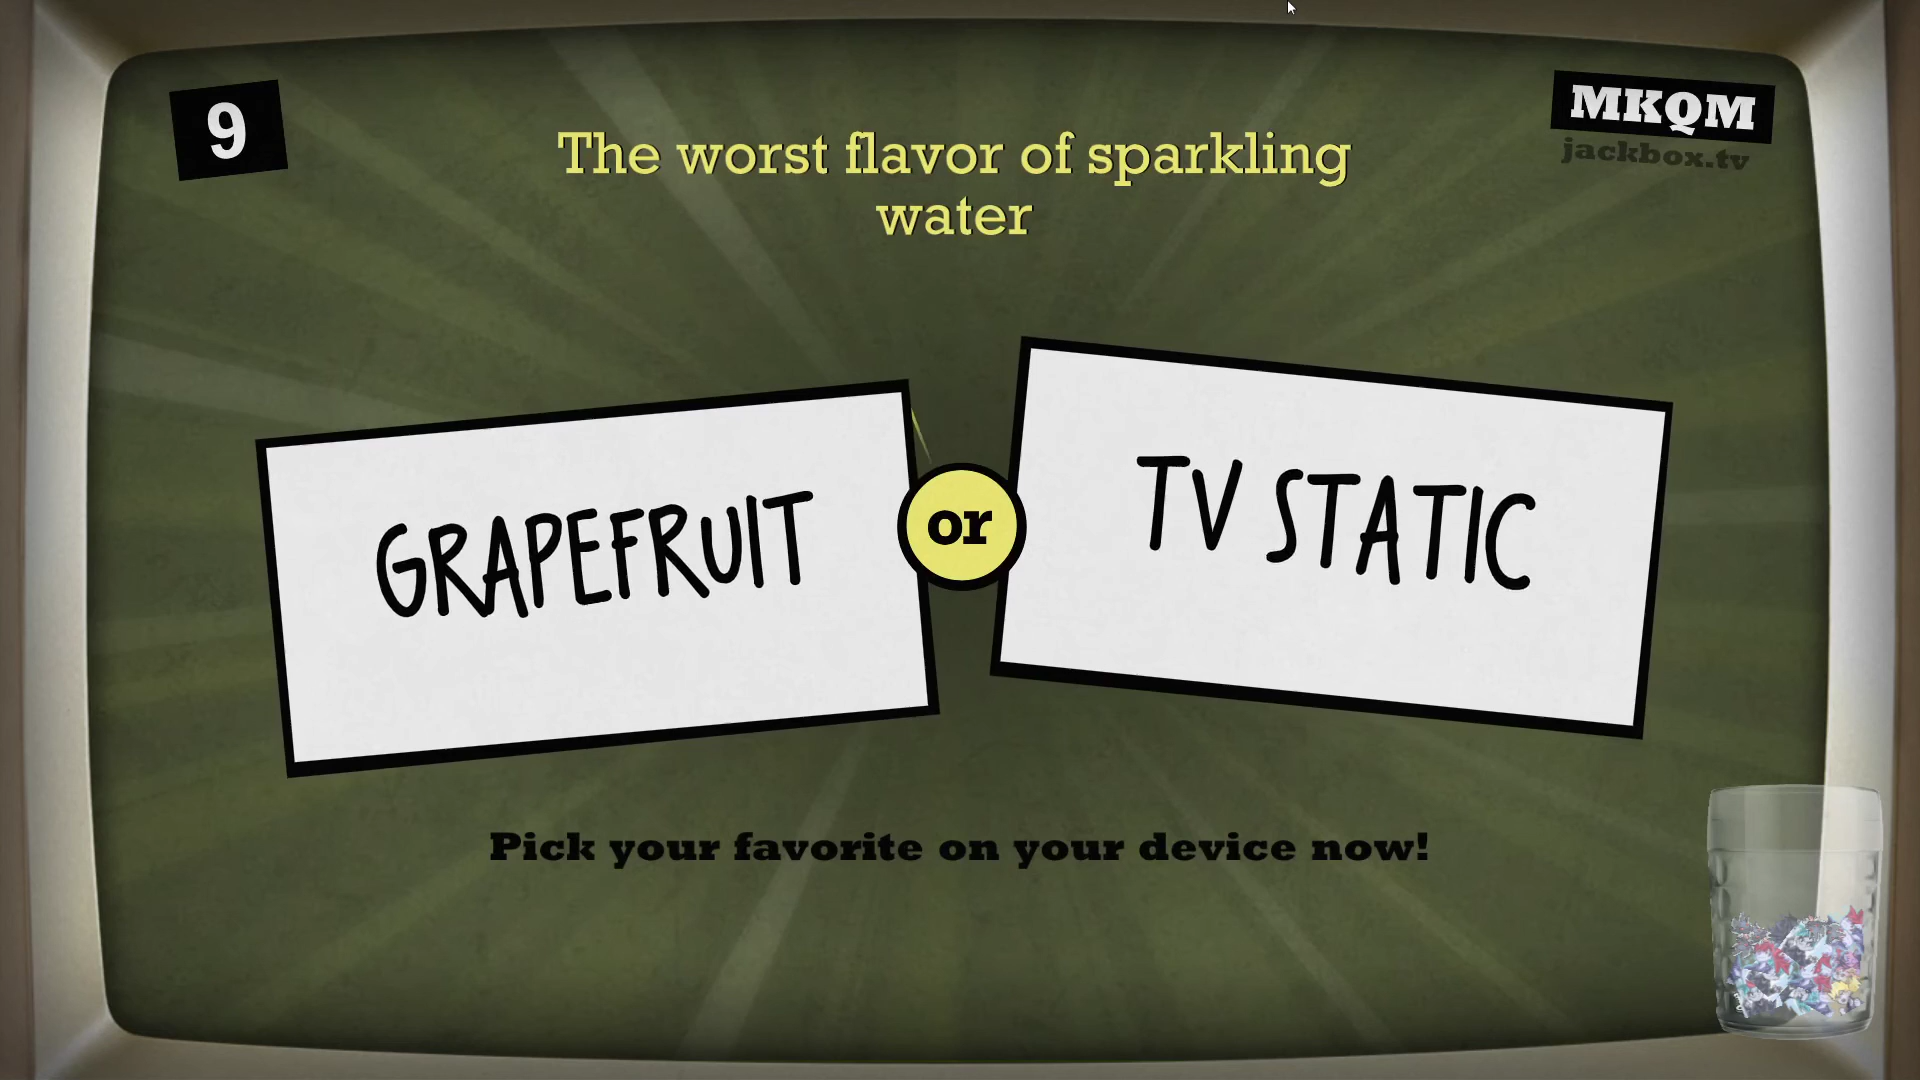 9
MKQM
jackbox.tv
The worst flavor of sparkling
water
GRAPEFRUIT
or
TV STATIC
Pick your favorite on your device now!